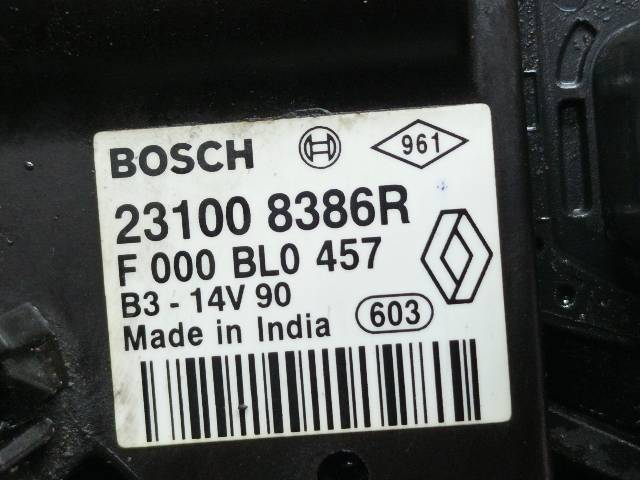 BOSCH 961
23100 8386R
F 000 BL0 457
B3 - 14V 90
Made in India 603